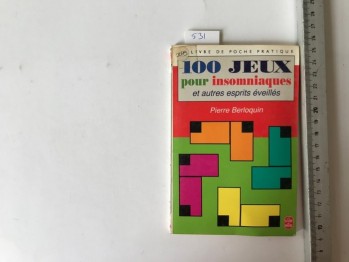 531
LIVRE DE POCHE PRATIQUE
100 JEUX
pour insomniaques
et autres esprits éveillés
Pierre Berloquin